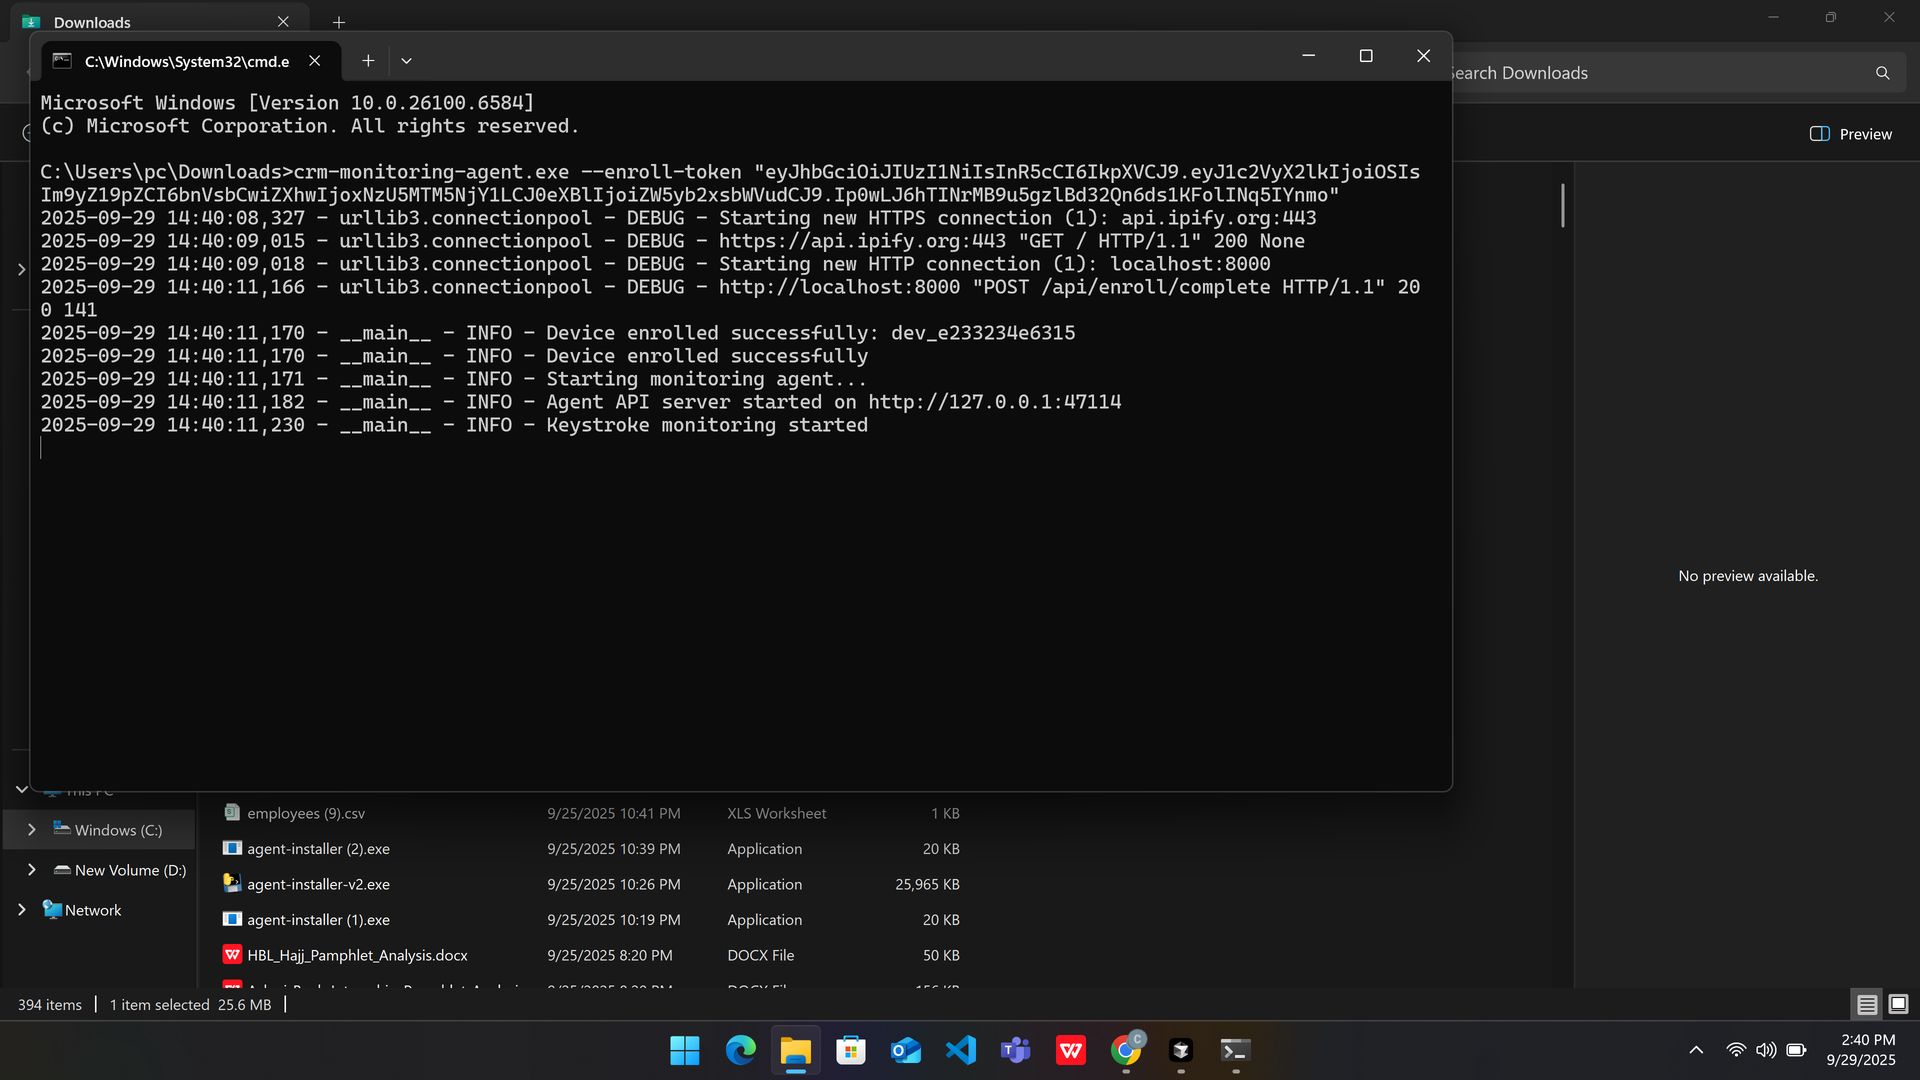 Downloads
C:\Windows\System32\cmd.e
Search Downloads
Preview
Microsoft Windows [Version 10.0.26100.6584]
(c) Microsoft Corporation. All rights reserved.
C:\Users\pc\Downloads>crm-monitoring-agent.exe --enroll-token "eyJhbGciOiJIUzI1NiIsInR5cCI6IkpXVCJ9.eyJ1c2VyX2lkIjoiOSIs
Im9yZ19pZCI6bnVsbCwiZXhwIjoxNzU5MTM5NjY1LCJ0eXBlIjoiZW5yb2xsbWVudCJ9.Ip0wLJ6hTINrMB9u5gzlBd32Qn6ds1KFolINq5IYnmo"
2025-09-29 14:40:08,327 - urllib3.connectionpool - DEBUG - Starting new HTTPS connection (1): api.ipify.org:443
2025-09-29 14:40:09,015 - urllib3.connectionpool - DEBUG - https://api.ipify.org:443 "GET / HTTP/1.1" 200 None
2025-09-29 14:40:09,018 - urllib3.connectionpool - DEBUG - Starting new HTTP connection (1): localhost:8000
2025-09-29 14:40:11,166 - urllib3.connectionpool - DEBUG - http://localhost:8000 "POST /api/enroll/complete HTTP/1.1" 20
0 141
2025-09-29 14:40:11,170 - __main__ - INFO - Device enrolled successfully: dev_e233234e6315
2025-09-29 14:40:11,170 - __main__ - INFO - Device enrolled successfully
2025-09-29 14:40:11,171 - __main__ - INFO - Starting monitoring agent...
2025-09-29 14:40:11,182 - __main__ - INFO - Agent API server started on http://127.0.0.1:47114
2025-09-29 14:40:11,230 - __main__ - INFO - Keystroke monitoring started
No preview available.
This PC
Windows (C:)
New Volume (D:)
Network
employees (9).csv 9/25/2025 10:41 PM XLS Worksheet 1 KB
agent-installer (2).exe 9/25/2025 10:39 PM Application 20 KB
agent-installer-v2.exe 9/25/2025 10:26 PM Application 25,965 KB
agent-installer (1).exe 9/25/2025 10:19 PM Application 20 KB
HBL_Hajj_Pamphlet_Analysis.docx 9/25/2025 8:20 PM DOCX File 50 KB
394 items 1 item selected 25.6 MB
2:40 PM
9/29/2025